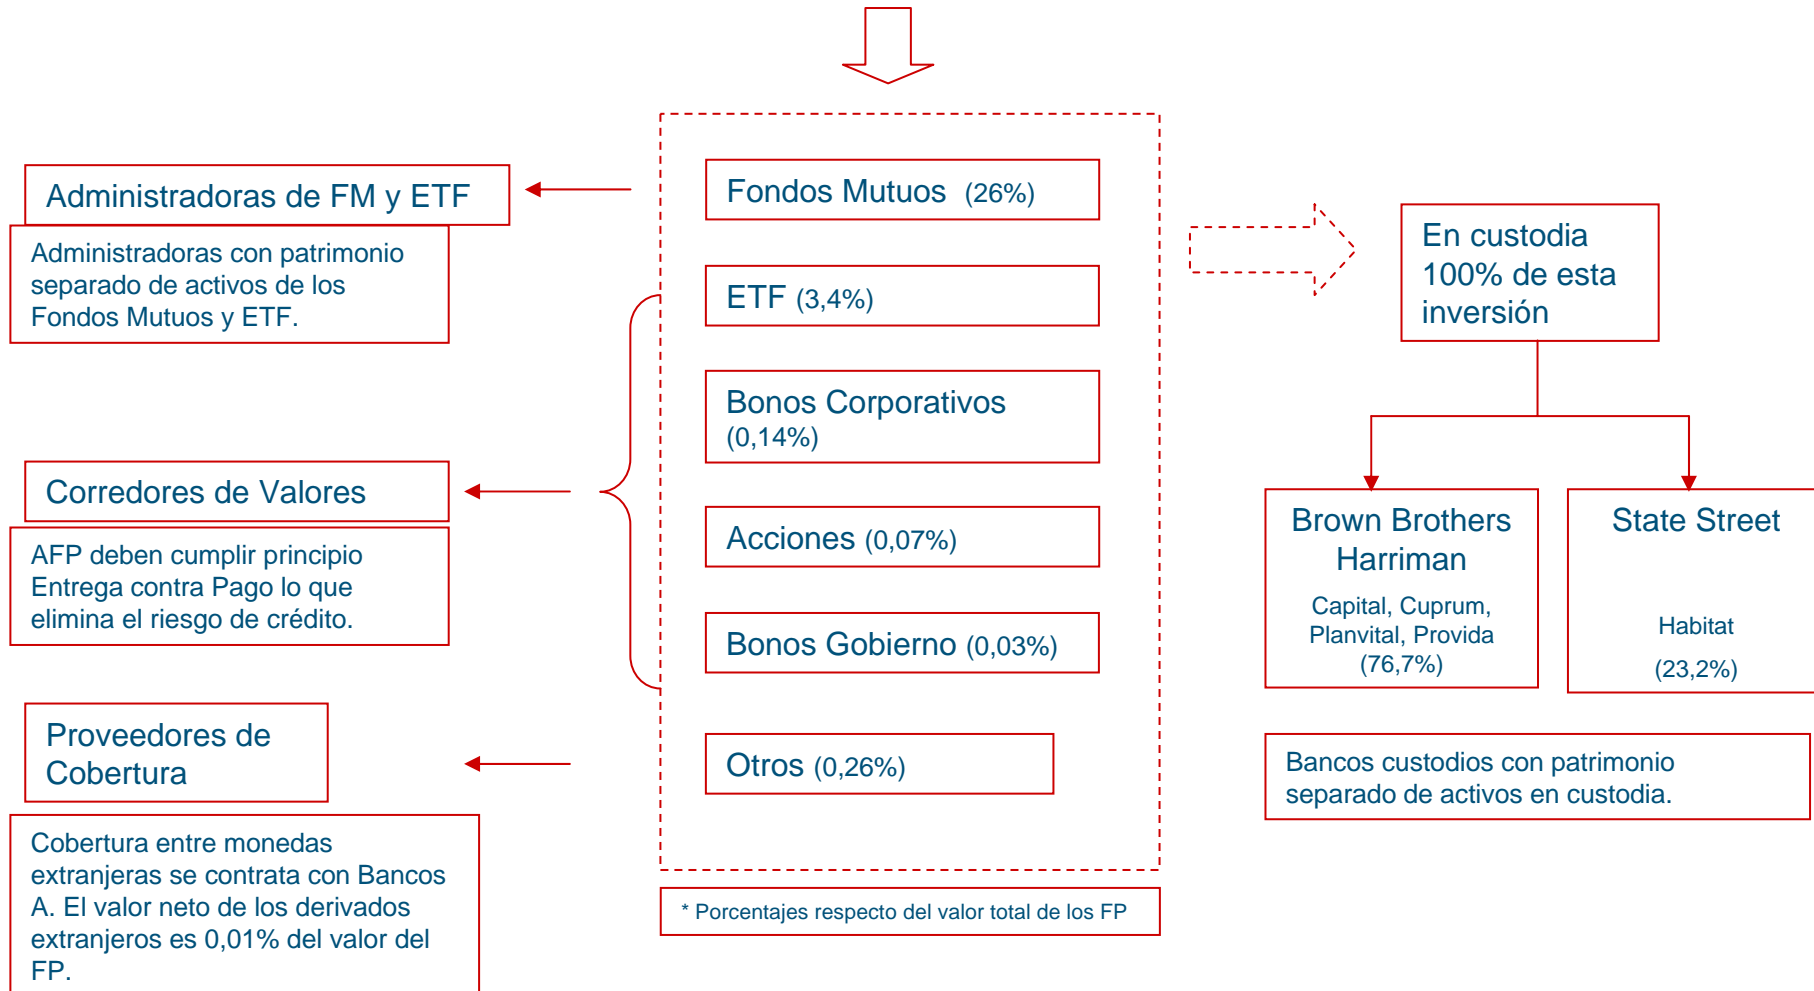 Administradoras de FM y ETF
Administradoras con patrimonio
separado de activos de los
Fondos Mutuos y ETF.
Corredores de Valores
AFP deben cumplir principio
Entrega contra Pago lo que
elimina el riesgo de crédito.
Proveedores de
Cobertura
Cobertura entre monedas
extranjeras se contrata con Bancos
A. El valor neto de los derivados
extranjeros es 0,01% del valor del
FP.
Fondos Mutuos (26%)
ETF (3,4%)
Bonos Corporativos
(0,14%)
Acciones (0,07%)
Bonos Gobierno (0,03%)
Otros (0,26%)
* Porcentajes respecto del valor total de los FP
En custodia
100% de esta
inversión
Brown Brothers
Harriman
Capital, Cuprum,
Planvital, Provida
(76,7%)
State Street
Habitat
(23,2%)
Bancos custodios con patrimonio
separado de activos en custodia.